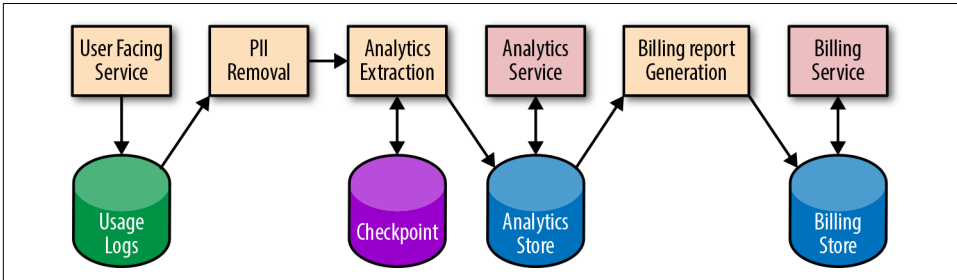 User Facing
Service
PII
Removal
Analytics
Extraction
Analytics
Service
Billing report
Generation
Billing
Service
Usage
Logs
Checkpoint
Analytics
Store
Billing
Store